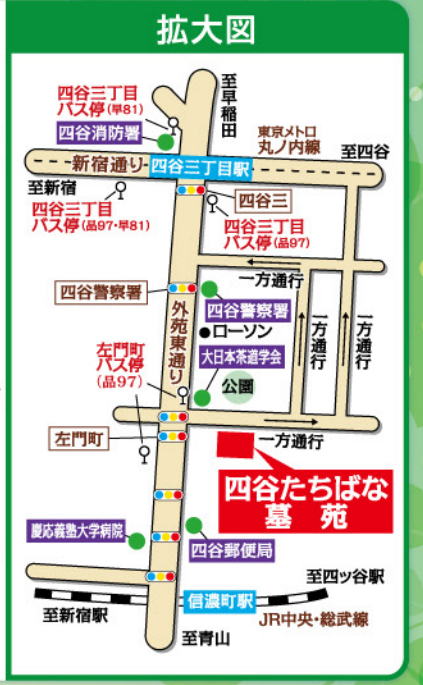 拡大図
四谷三丁目
バス停(早81)
至早稲田
四谷消防署
東京メトロ
丸ノ内線
新宿通り
四谷三丁目駅
至四谷
至新宿
四谷三
四谷三丁目
バス停(品97・早81)
四谷三丁目
バス停(品97)
一方通行
四谷警察署
四谷警察署
外苑東通り
ローソン
一方通行
一方通行
左門町
バス停
(品97)
大日本茶道学会
公園
左門町
一方通行
四谷たちばな
墓苑
慶応義塾大学病院
四谷郵便局
至四ッ谷駅
信濃町駅
至新宿駅
JR中央・総武線
至青山